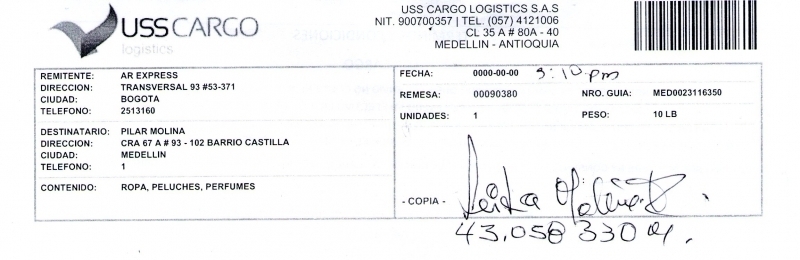 USSCARGO
logistics
USS CARGO LOGISTICS S.A.S
NIT. 900700357 | TEL. (057) 4121006
CL 35 A # 80A - 40
MEDELLIN - ANTIOQUIA
REMITENTE: AR EXPRESS
DIRECCION: TRANSVERSAL 93 #53-371
CIUDAD: BOGOTA
TELEFONO: 2513160
DESTINATARIO: PILAR MOLINA
DIRECCION: CRA 67 A # 93 - 102 BARRIO CASTILLA
CIUDAD: MEDELLIN
TELEFONO: 1
CONTENIDO: ROPA, PELUCHES, PERFUMES
FECHA: 0000-00-00 3:10 pm
REMESA: 00090380 NRO. GUIA: MED0023116350
UNIDADES: 1 PESO: 10 LB
- COPIA -
43.058 330